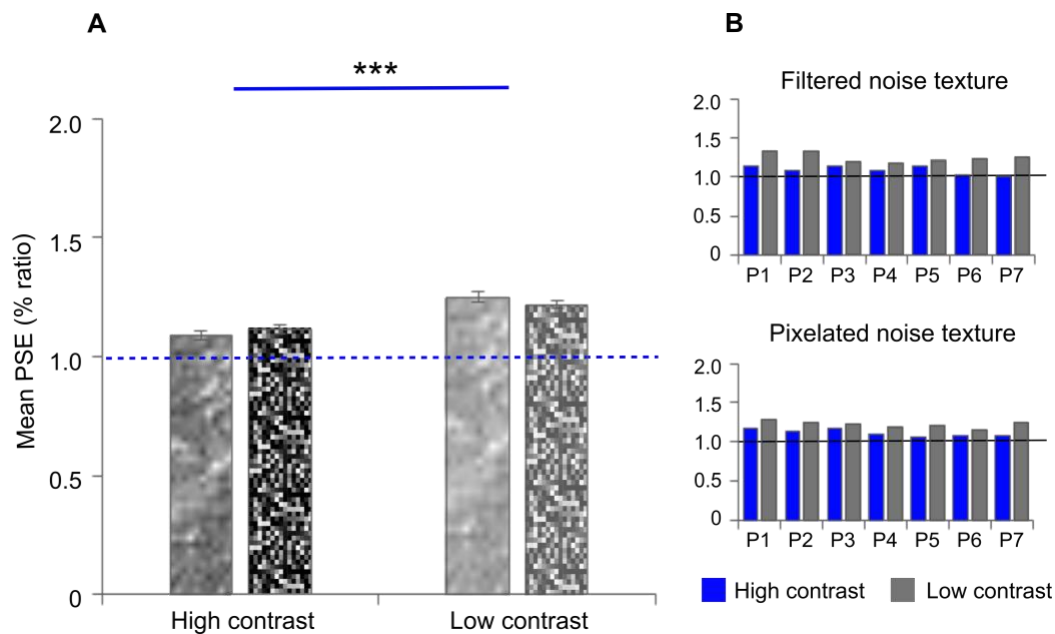 A
***
2.0
1.5
1.0
0.5
0
Mean PSE (% ratio)
High contrast
Low contrast
B
Filtered noise texture
2.0
1.5
1.0
0.5
0
P1 P2 P3 P4 P5 P6 P7
Pixelated noise texture
2.0
1.5
1.0
0.5
0
P1 P2 P3 P4 P5 P6 P7
High contrast
Low contrast